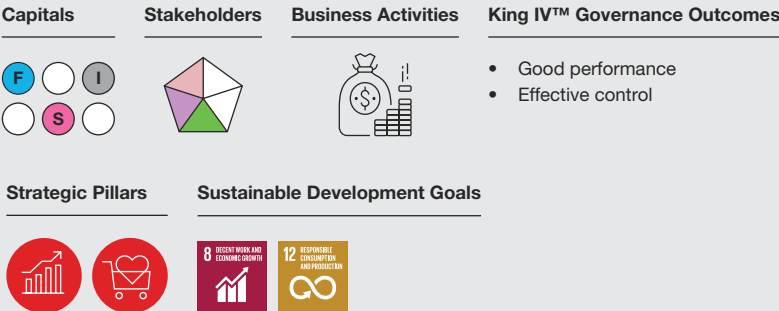 Capitals
Stakeholders
Business Activities
King IV™ Governance Outcomes
F I
S
$
• Good performance
• Effective control
Strategic Pillars
Sustainable Development Goals
8 DECENT WORK AND
ECONOMIC GROWTH
12 RESPONSIBLE
CONSUMPTION
AND PRODUCTION